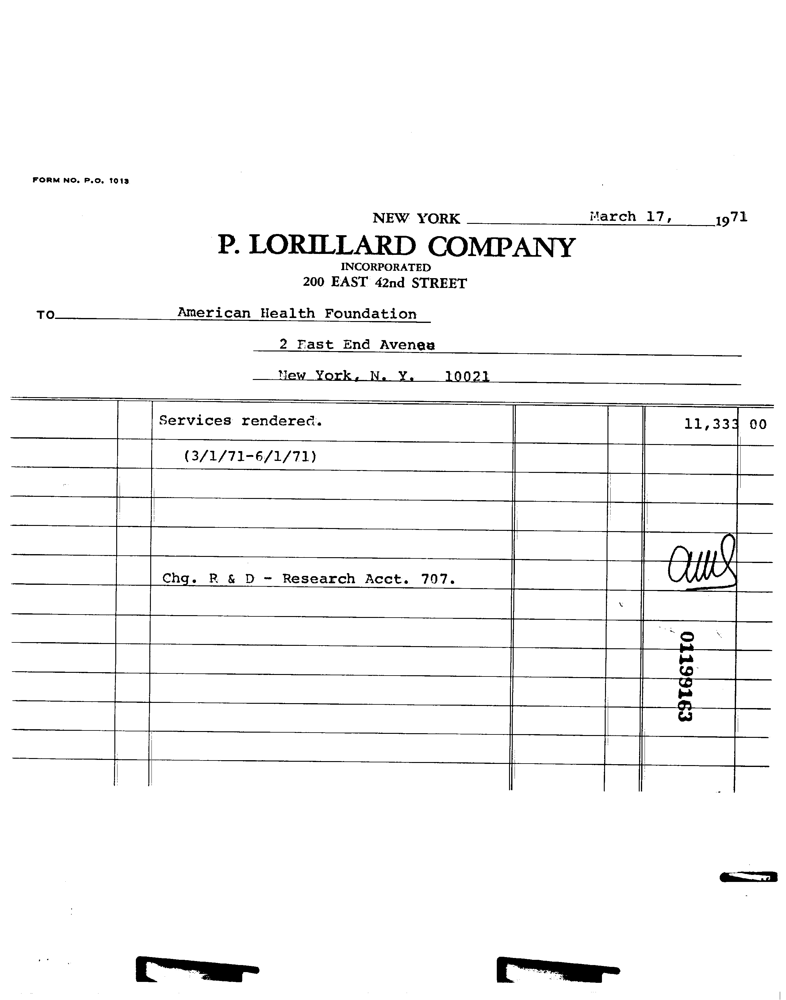 FORM NO. P.O. 1013
NEW YORK March 17, 1971
P. LORILLARD COMPANY
INCORPORATED
200 EAST 42nd STREET
TO American Health Foundation
2 East End Avenue
New York, N. Y. 10021
Services rendered. 11,333 00
(3/1/71-6/1/71)
Chg. R & D - Research Acct. 707.
01199163